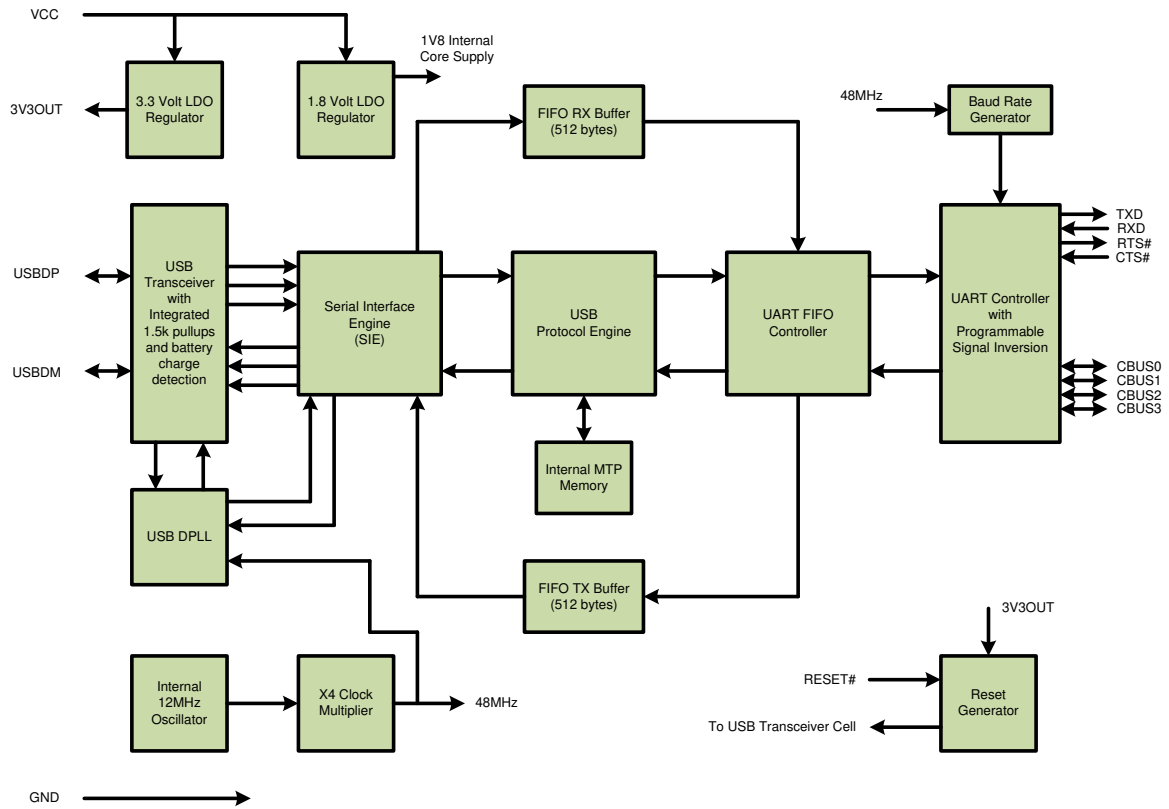 VCC
1V8 Internal
Core Supply
3V3OUT
3.3 Volt LDO
Regulator
1.8 Volt LDO
Regulator
FIFO RX Buffer
(512 bytes)
48MHz
Baud Rate
Generator
USBDP
USBDM
USB
Transceiver
with
Integrated
1.5k pullups
and battery
charge
detection
Serial Interface
Engine
(SIE)
USB
Protocol Engine
UART FIFO
Controller
UART Controller
with
Programmable
Signal Inversion
TXD
RXD
RTS#
CTS#
CBUS0
CBUS1
CBUS2
CBUS3
Internal MTP
Memory
USB DPLL
FIFO TX Buffer
(512 bytes)
3V3OUT
Internal
12MHz
Oscillator
X4 Clock
Multiplier
48MHz
RESET#
To USB Transceiver Cell
Reset
Generator
GND